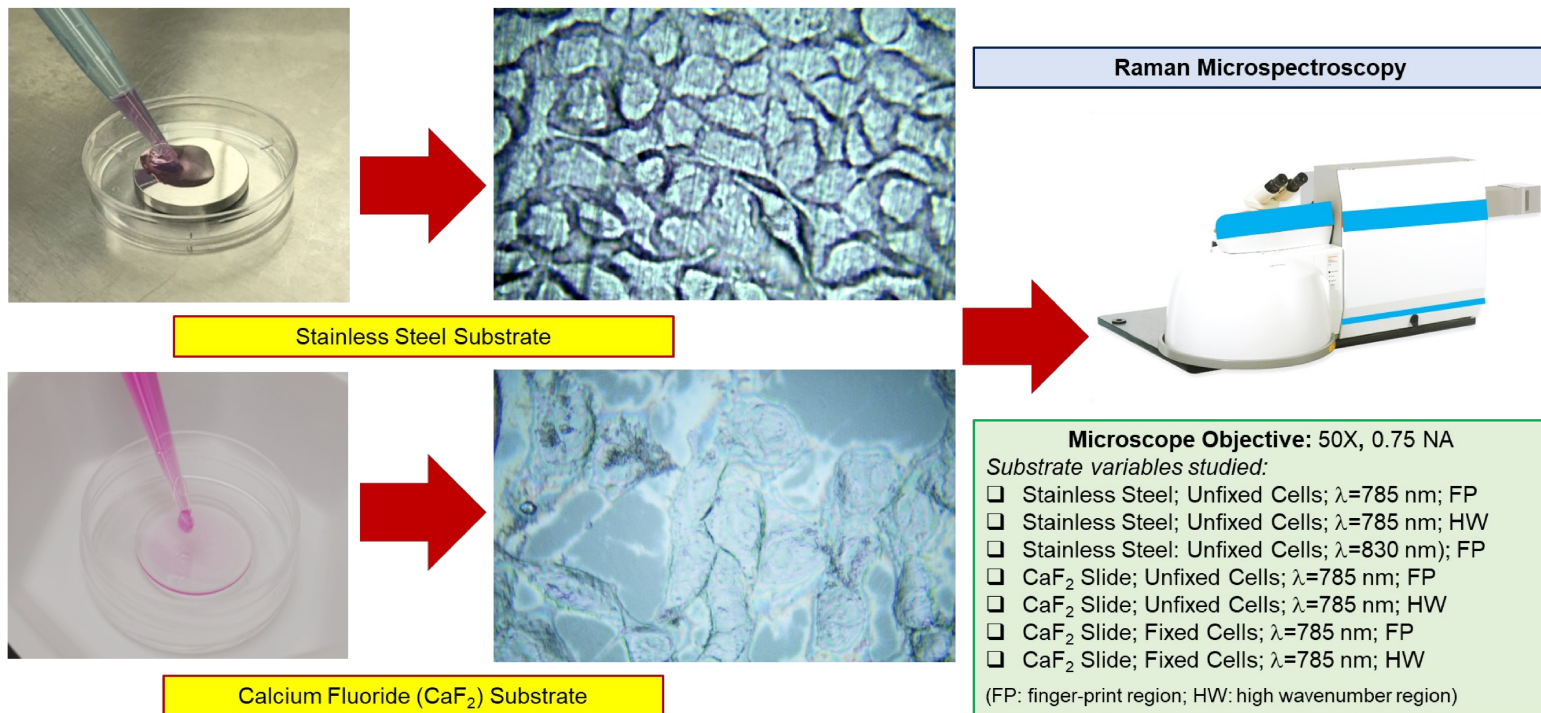 Stainless Steel Substrate
Calcium Fluoride (CaF₂) Substrate
Raman Microspectroscopy
Microscope Objective: 50X, 0.75 NA
Substrate variables studied:
❑ Stainless Steel; Unfixed Cells; λ=785 nm; FP
❑ Stainless Steel; Unfixed Cells; λ=785 nm; HW
❑ Stainless Steel: Unfixed Cells; λ=830 nm); FP
❑ CaF₂ Slide; Unfixed Cells; λ=785 nm; FP
❑ CaF₂ Slide; Unfixed Cells; λ=785 nm; HW
❑ CaF₂ Slide; Fixed Cells; λ=785 nm; FP
❑ CaF₂ Slide; Fixed Cells; λ=785 nm; HW
(FP: finger-print region; HW: high wavenumber region)